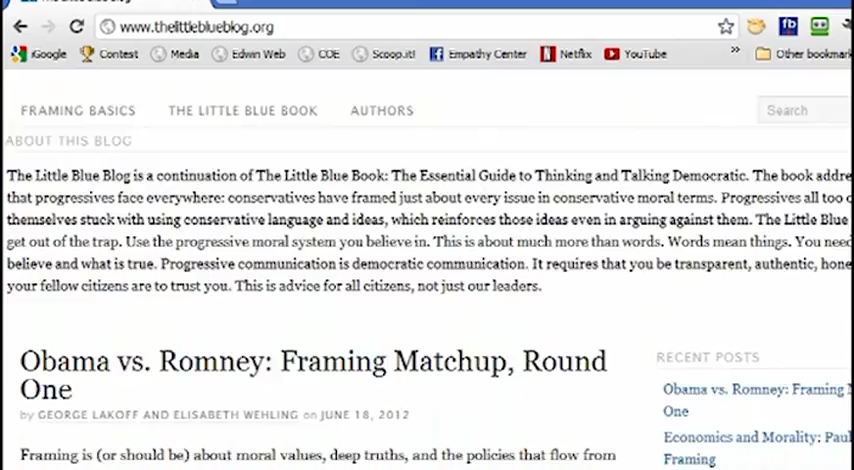 www.thelittleblueblog.org
iGoogle Contest Media Edwin Web COE Scoop.it! Empathy Center Netflix YouTube » Other bookmark
FRAMING BASICS THE LITTLE BLUE BOOK AUTHORS Search
ABOUT THIS BLOG
The Little Blue Blog is a continuation of The Little Blue Book: The Essential Guide to Thinking and Talking Democratic. The book addre
that progressives face everywhere: conservatives have framed just about every issue in conservative moral terms. Progressives all too o
themselves stuck with using conservative language and ideas, which reinforces those ideas even in arguing against them. The Little Blue
get out of the trap. Use the progressive moral system you believe in. This is about much more than words. Words mean things. You need
believe and what is true. Progressive communication is democratic communication. It requires that you be transparent, authentic, hone
your fellow citizens are to trust you. This is advice for all citizens, not just our leaders.
Obama vs. Romney: Framing Matchup, Round
One
by GEORGE LAKOFF AND ELISABETH WEHLING on JUNE 18, 2012
Framing is (or should be) about moral values, deep truths, and the policies that flow from
RECENT POSTS
Obama vs. Romney: Framing M
One
Economics and Morality: Paul
Framing